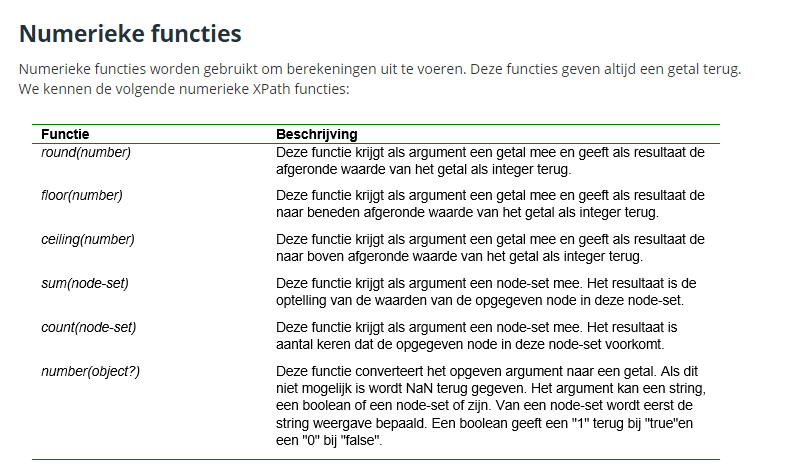 Numerieke functies
Numerieke functies worden gebruikt om berekeningen uit te voeren. Deze functies geven altijd een getal terug.
We kennen de volgende numerieke XPath functies:
Functie Beschrijving
round(number) Deze functie krijgt als argument een getal mee en geeft als resultaat de
afgeronde waarde van het getal als integer terug.
floor(number) Deze functie krijgt als argument een getal mee en geeft als resultaat de
naar beneden afgeronde waarde van het getal als integer terug.
ceiling(number) Deze functie krijgt als argument een getal mee en geeft als resultaat de
naar boven afgeronde waarde van het getal als integer terug.
sum(node-set) Deze functie krijgt als argument een node-set mee. Het resultaat is de
optelling van de waarden van de opgegeven node in deze node-set.
count(node-set) Deze functie krijgt als argument een node-set mee. Het resultaat is
aantal keren dat de opgegeven node in deze node-set voorkomt.
number(object?) Deze functie converteert het opgeven argument naar een getal. Als dit
niet mogelijk is wordt NaN terug gegeven. Het argument kan een string,
een boolean of een node-set of zijn. Van een node-set wordt eerst de
string weergave bepaald. Een boolean geeft een "1" terug bij "true"en
een "0" bij "false".